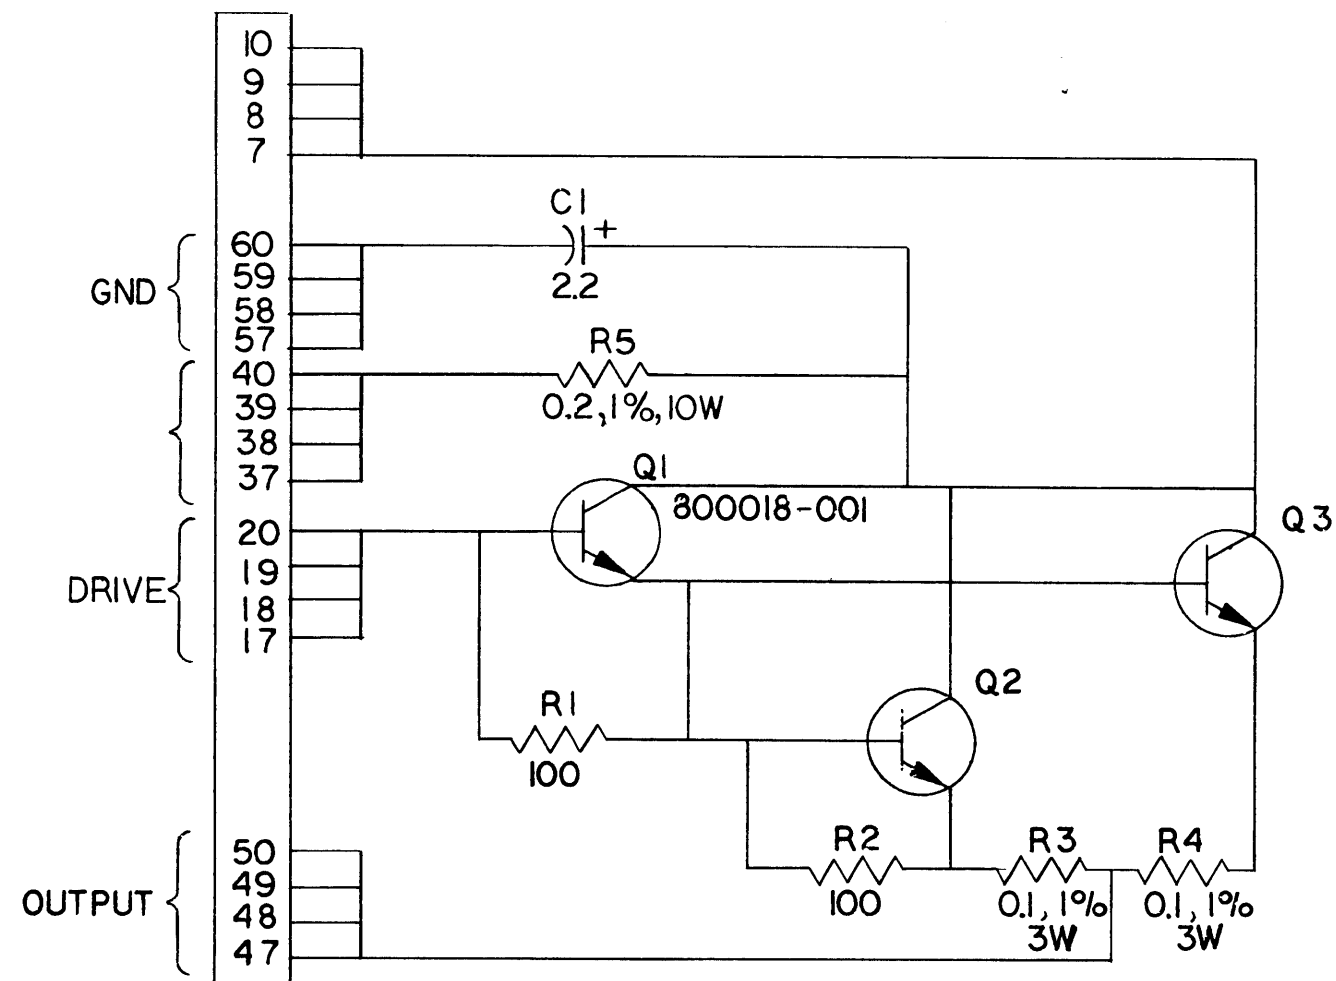 10
9
8
7
C1
+
60
59
58
57
GND
2.2
R5
40
39
38
37
0.2, 1%, 10W
Q1
800018-001
20
19
18
17
DRIVE
Q3
Q2
R1
100
50
49
48
47
OUTPUT
R2
100
R3
0.1, 1%
3W
R4
0.1, 1%
3W